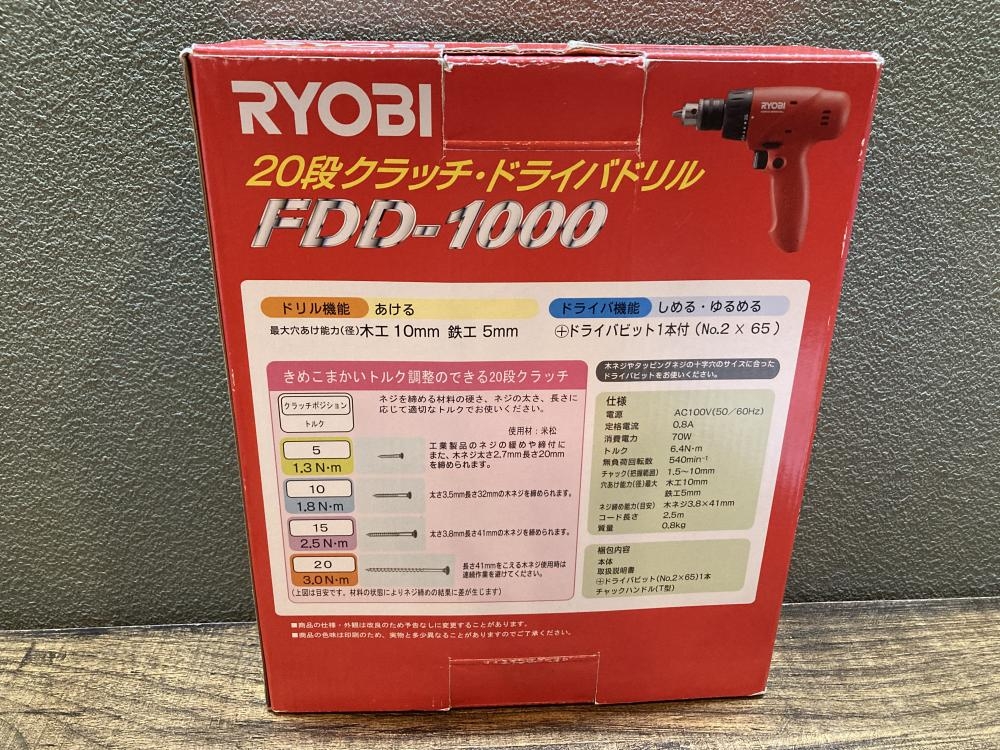 RYOBI
RYOBI
20段クラッチ・ドライバドリル
FDD-1000
ドリル機能 あける
最大穴あけ能力(径)木工 10mm 鉄工 5mm
ドライバ機能 しめる・ゆるめる
⊕ドライバビット1本付(No.2 × 65)
木ネジやタッピングネジの十字穴のサイズに合った
ドライバビットをお使いください。
きめこまかいトルク調整のできる20段クラッチ
クラッチポジション
トルク
ネジを締める材料の硬さ、ネジの太さ、長さに
応じて適切なトルクでお使いください。
使用材：米松
5
1.3 N・m
工業製品のネジの緩めや締付に
また、木ネジ太さ2.7mm長さ20mm
を締められます。
10
1.8 N・m
太さ3.5mm長さ32mmの木ネジを締められます。
15
2.5 N・m
太さ3.8mm長さ41mmの木ネジを締められます。
20
3.0 N・m
長さ41mmをこえる木ネジ使用時は
連続作業を避けてください。
(上図は目安です。材料の状態によりネジ締めの結果に差が生じます)
仕様
電源 AC100V(50/60Hz)
定格電流 0.8A
消費電力 70W
トルク 6.4N・m
無負荷回転数 540min⁻¹
チャック(把握範囲) 1.5～10mm
穴あけ能力(径)最大 木工10mm
鉄工5mm
ネジ締め能力(目安) 木ネジ3.8×41mm
コード長さ 2.5m
質量 0.8kg
梱包内容
本体
取扱説明書
⊕ドライバビット(No.2×65)1本
チャックハンドル(T型)
■商品の仕様・外観は改良のため予告なしに変更することがあります。
■商品の色味は印刷のため、実物と多少異なることがありますのでご了承ください。